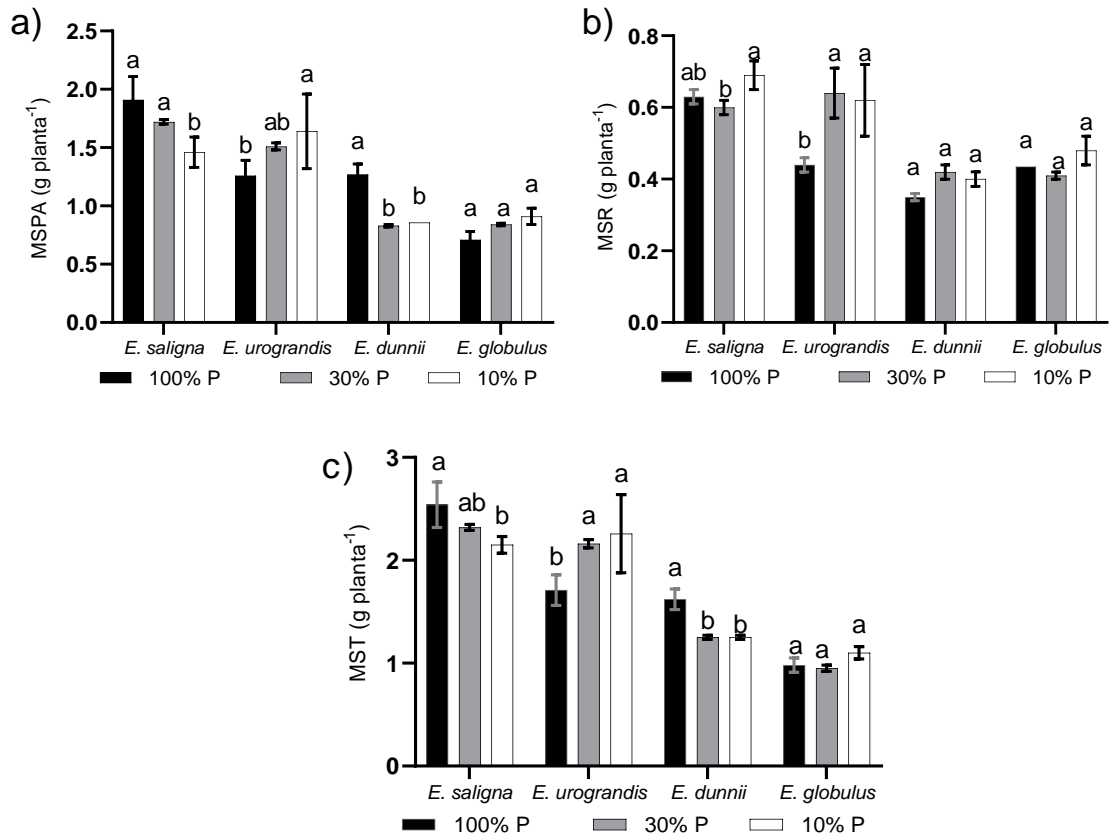 a)
MSPA (g planta⁻¹)
2.5
2.0
1.5
1.0
0.5
0.0
a a b
b ab a
a b b
a a a
E. saligna E. urograndis E. dunnii E. globulus
100% P 30% P 10% P
b)
MSR (g planta⁻¹)
0.8
0.6
0.4
0.2
0.0
ab b a
b a a
a a a
a a a
E. saligna E. urograndis E. dunnii E. globulus
100% P 30% P 10% P
c)
MST (g planta⁻¹)
3
2
1
0
a ab b
b a a
a b b
a a a
E. saligna E. urograndis E. dunnii E. globulus
100% P 30% P 10% P